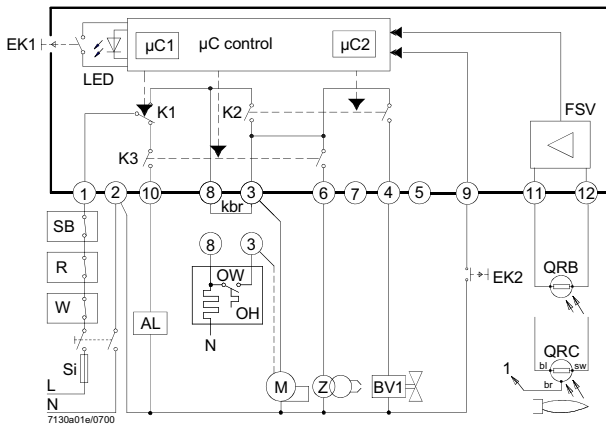 EK1
LED
µC1
µC control
µC2
FSV
K1
K2
K3
1
2
10
8
3
6
7
4
5
9
11
12
kbr
SB
R
W
Si
L
N
7130a01e/0700
AL
8
3
OW
OH
N
M
Z
BV1
EK2
QRB
QRC
bl
sw
br
1